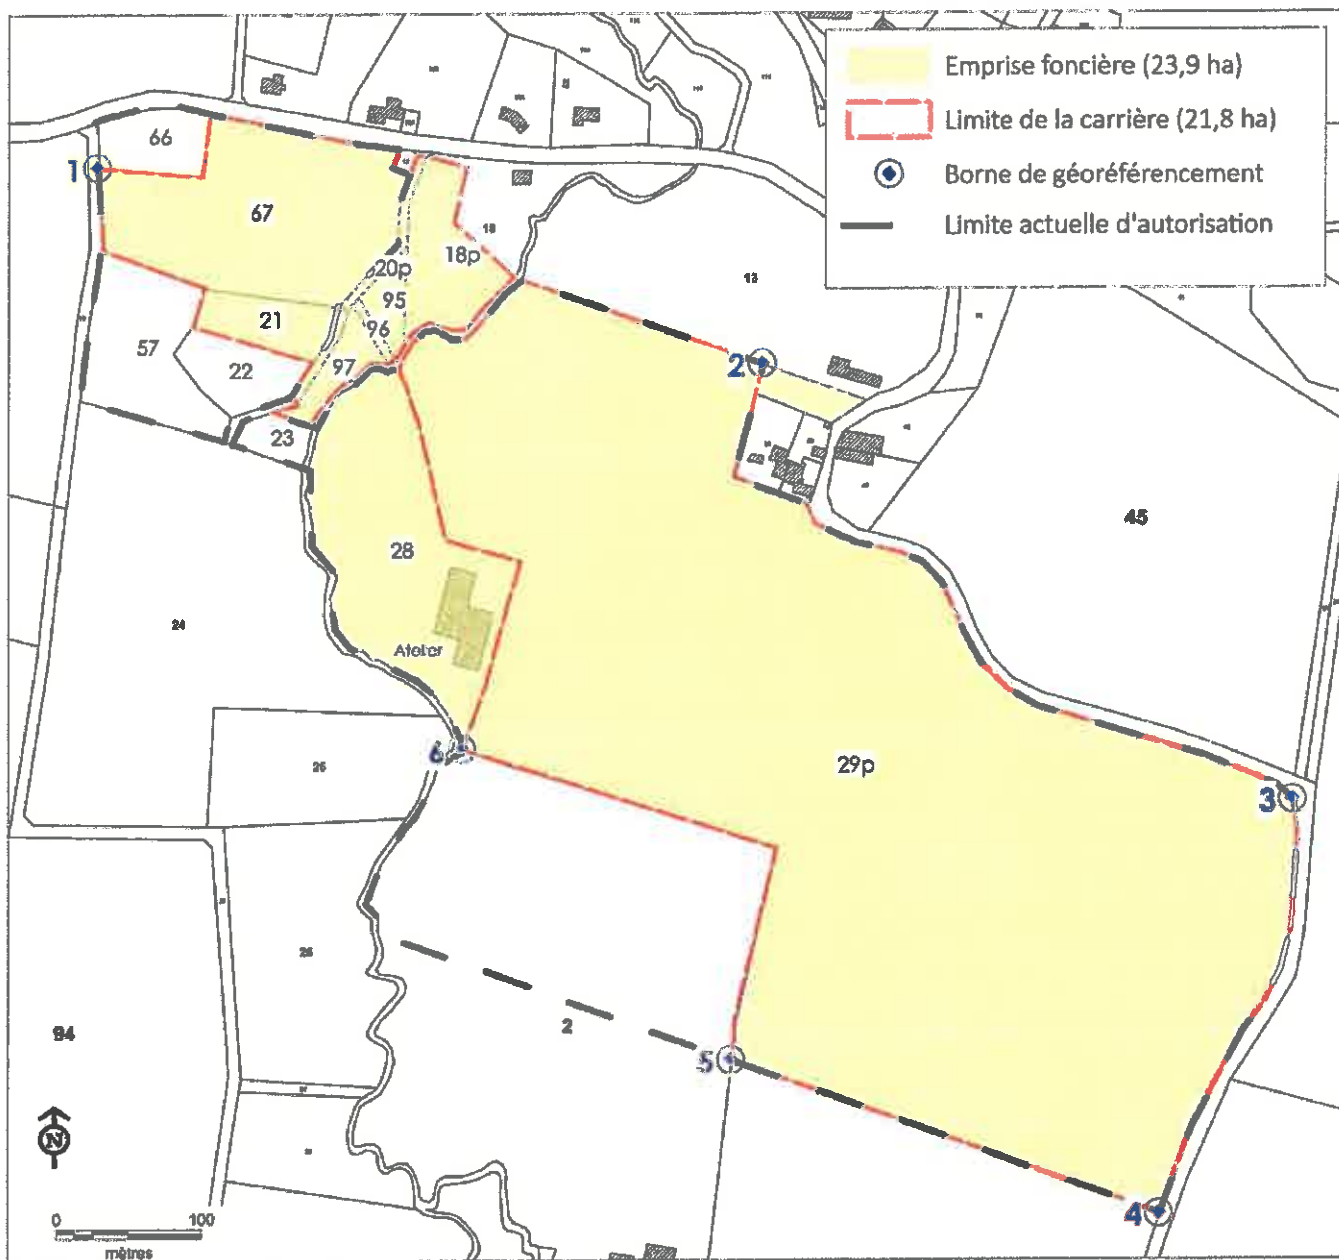 Emprise foncière (23,9 ha)
Limite de la carrière (21,8 ha)
Borne de géoréférencement
Limite actuelle d'autorisation
66
1
67
18
18p
20p
95
96
21
97
57
22
23
2
45
28
24
Atelier
6
29p
3
25
94
2
5
4
N
0 100
mètres